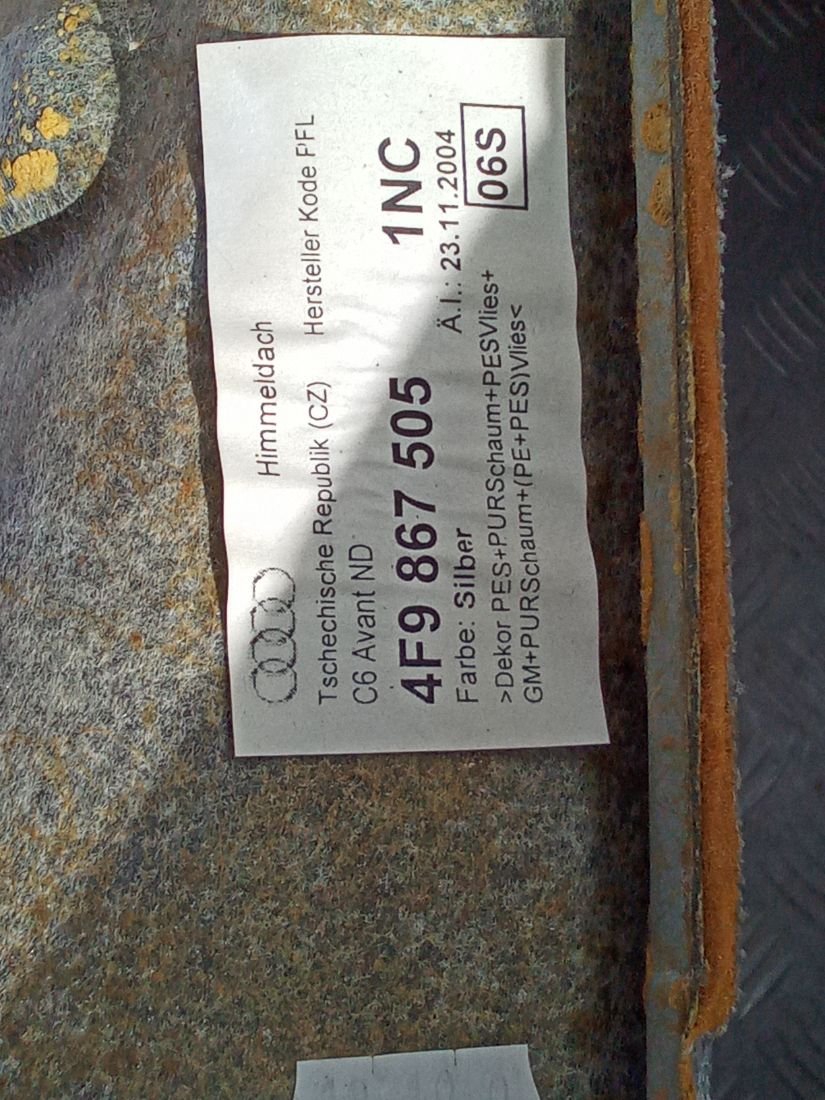 Himmeldach
Tschechische Republik (CZ) Hersteller Kode P'FL
C6 Avant ND
4F9 867 505 1NC
Farbe: Silber Ä.I.: 23.11.2004
>Dekor PES+PURSchaum+PESVlies+
GM+PURSchaum+(PE+PES)Vlies<
06S